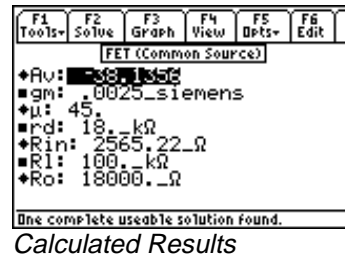 F1 Tools▾ F2 Solve F3 Graph F4 View F5 Opts▾ F6 Edit
FET (Common Source)
◆Av: -38.1356
■gm: .0025_siemens
◆μ: 45.
■rd: 18._kΩ
◆Rin: 2565.22_Ω
■Rl: 100._kΩ
◆Ro: 18000._Ω
One complete useable solution found.
Calculated Results